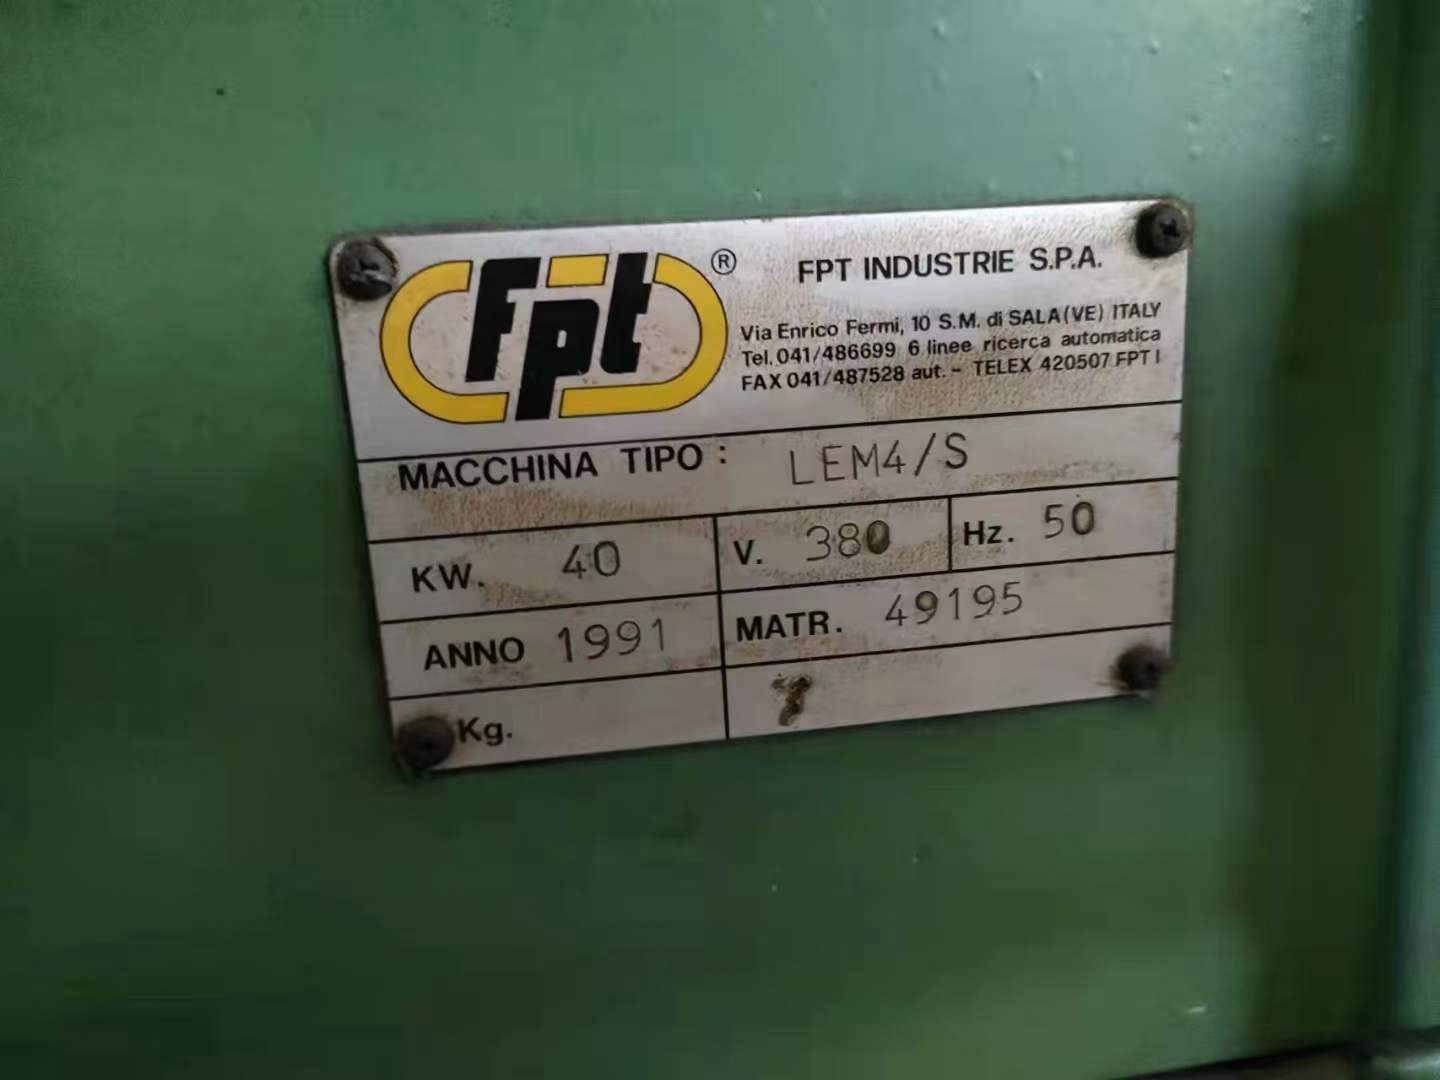 fpt ®
FPT INDUSTRIE S.P.A.
Via Enrico Fermi, 10 S.M. di SALA (VE) ITALY
Tel. 041/486699 6 linee ricerca automatica
FAX 041/487528 aut. - TELEX 420507 FPT I
MACCHINA TIPO: LEM4/S
KW. 40 V. 380 Hz. 50
ANNO 1991 MATR. 49195
Kg.